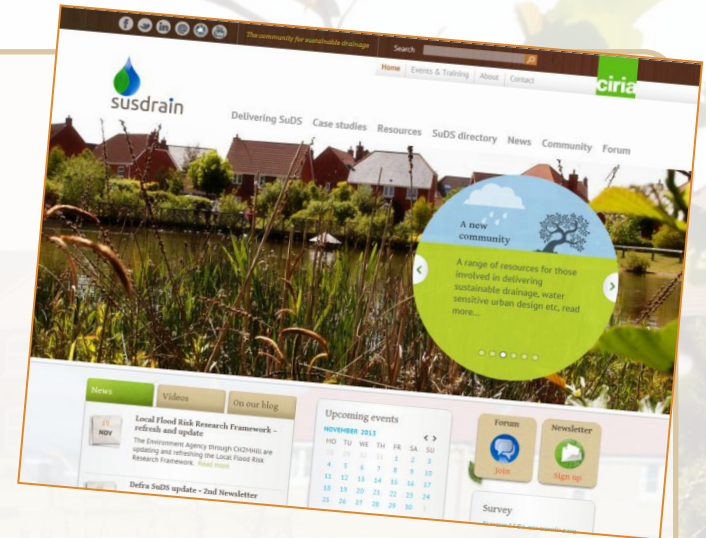 The community for sustainable drainage
Search
Home Events & Training About Contact
ciria
susdrain
Delivering SuDS Case studies Resources SuDS directory News Community Forum
A new
community
A range of resources for those
involved in delivering
sustainable drainage, water
sensitive urban design etc, read
more...
News Videos On our blog
NOV
Local Flood Risk Research Framework -
refresh and update
The Environment Agency through CH2MHill are
updating and refreshing the Local Flood Risk
Research Framework. Read more
Defra SuDS update - 2nd Newsletter
Upcoming events
NOVEMBER 2013
MO TU WE TH FR SA SU
1 2 3
4 5 6 7 8 9 10
11 12 13 14 15 16 17
18 19 20 21 22 23 24
25 26 27 28 29 30
Forum
Join
Newsletter
Sign up
Survey